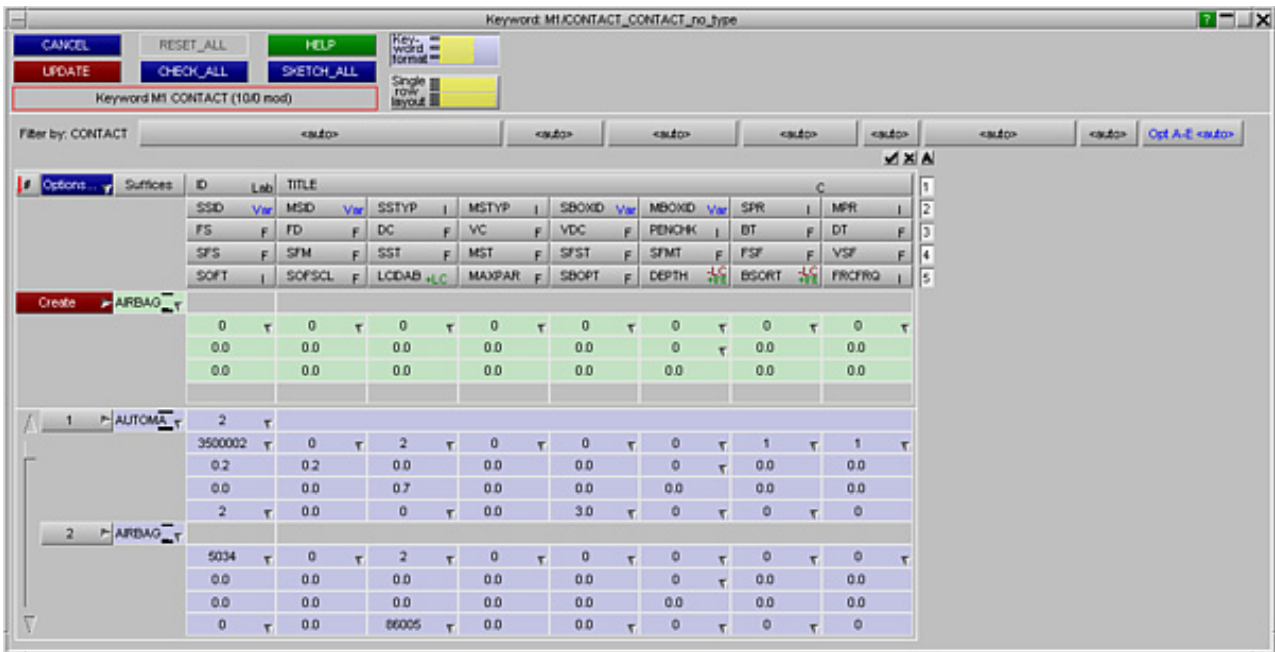 Keyword: M1/CONTACT_CONTACT_no_type ?
CANCEL RESET_ALL HELP Key-word format
UPDATE CHECK_ALL SKETCH_ALL Single row layout
Keyword M1 CONTACT (10/0 mod)
Filter by: CONTACT <auto> <auto> <auto> <auto> <auto> <auto> <auto> Opt A-E <auto>
A
# Options... Suffices ID Lab TITLE C 1
SSID Var MSID Var SSTYP I MSTYP I SBOXID Var MBOXID Var SPR I MPR I 2
FS F FD F DC F VC F VDC F PENCHK I BT F DT F 3
SFS F SFM F SST F MST F SFST F SFMT F FSF F VSF F 4
SOFT I SOFSCL F LCIDAB +LC MAXPAR F SBOPT F DEPTH -LC BSORT -LC FRCFRQ I 5
Create AIRBAG_
0 0 0 0 0 0 0 0
0.0 0.0 0.0 0.0 0.0 0 0.0 0.0
0.0 0.0 0.0 0.0 0.0 0.0 0.0 0.0
1 AUTOMA_ 2
3500002 0 2 0 0 0 1 1
0.2 0.2 0.0 0.0 0.0 0 0.0 0.0
0.0 0.0 0.7 0.0 0.0 0.0 0.0 0.0
2 0.0 0 0.0 3.0 0 0 0
2 AIRBAG_
5034 0 2 0 0 0 0 0
0.0 0.0 0.0 0.0 0.0 0 0.0 0.0
0.0 0.0 0.0 0.0 0.0 0.0 0.0 0.0
0 0.0 86005 0.0 0.0 0 0 0